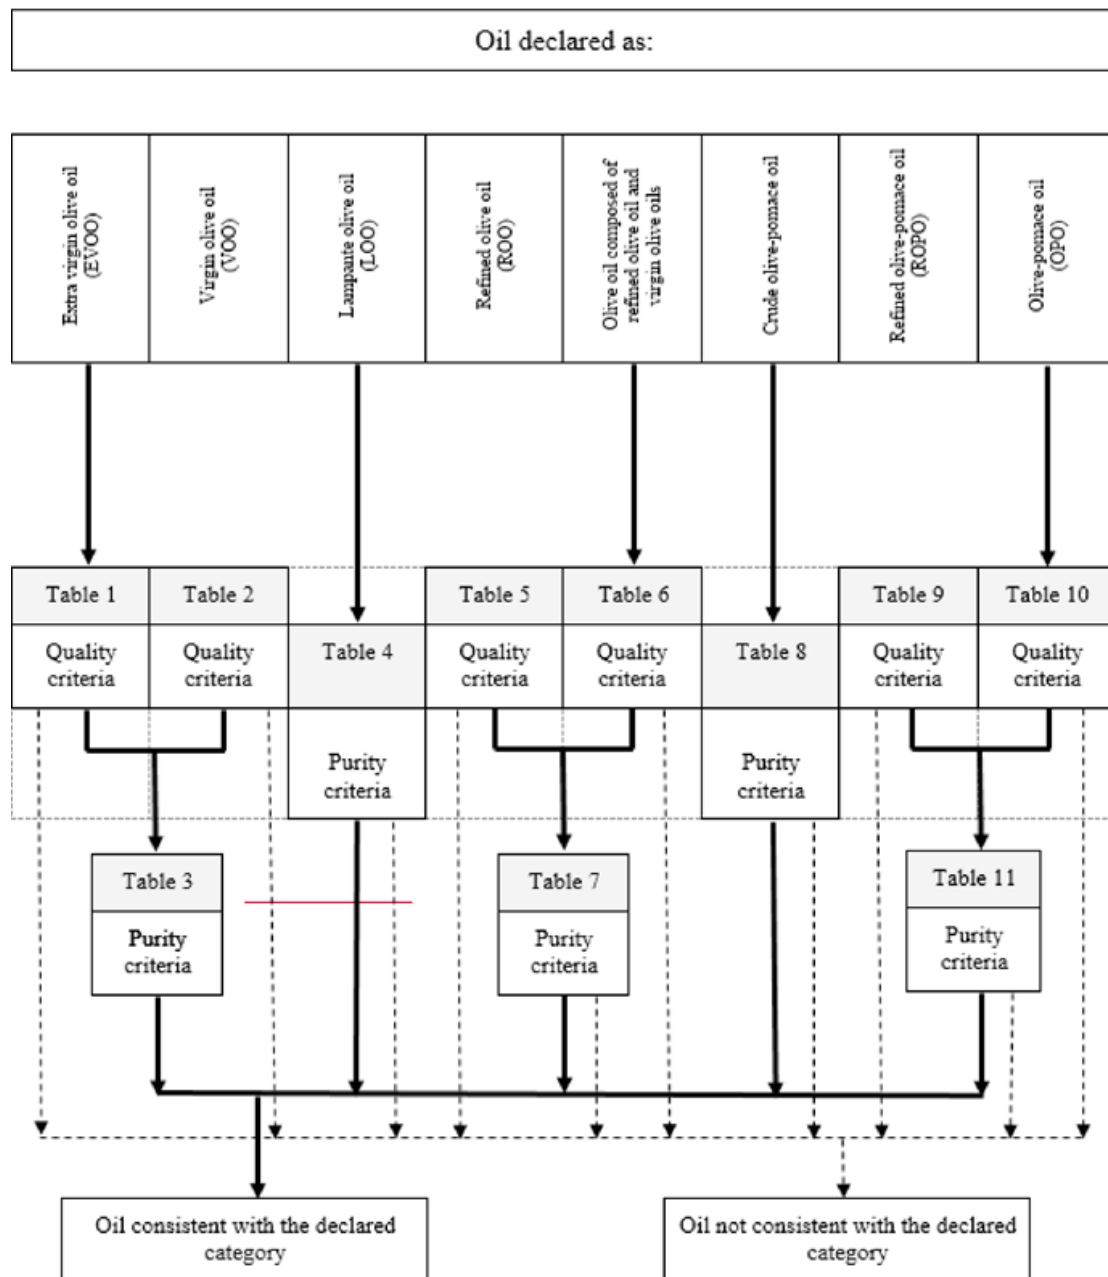 Oil declared as:
Extra virgin olive oil
(EVOO)
Virgin olive oil
(VOO)
Lampante olive oil
(LOO)
Refined olive oil
(ROO)
Olive oil composed of
refined olive oil and
virgin olive oils
Crude olive-pomace oil
Refined olive-pomace oil
(ROPO)
Olive-pomace oil
(OPO)
Table 1
Table 2
Table 5
Table 6
Table 9
Table 10
Quality
criteria
Quality
criteria
Table 4
Quality
criteria
Quality
criteria
Table 8
Quality
criteria
Quality
criteria
Purity
criteria
Purity
criteria
Table 3
Table 7
Table 11
Purity
criteria
Purity
criteria
Purity
criteria
Oil consistent with the declared
category
Oil not consistent with the declared
category